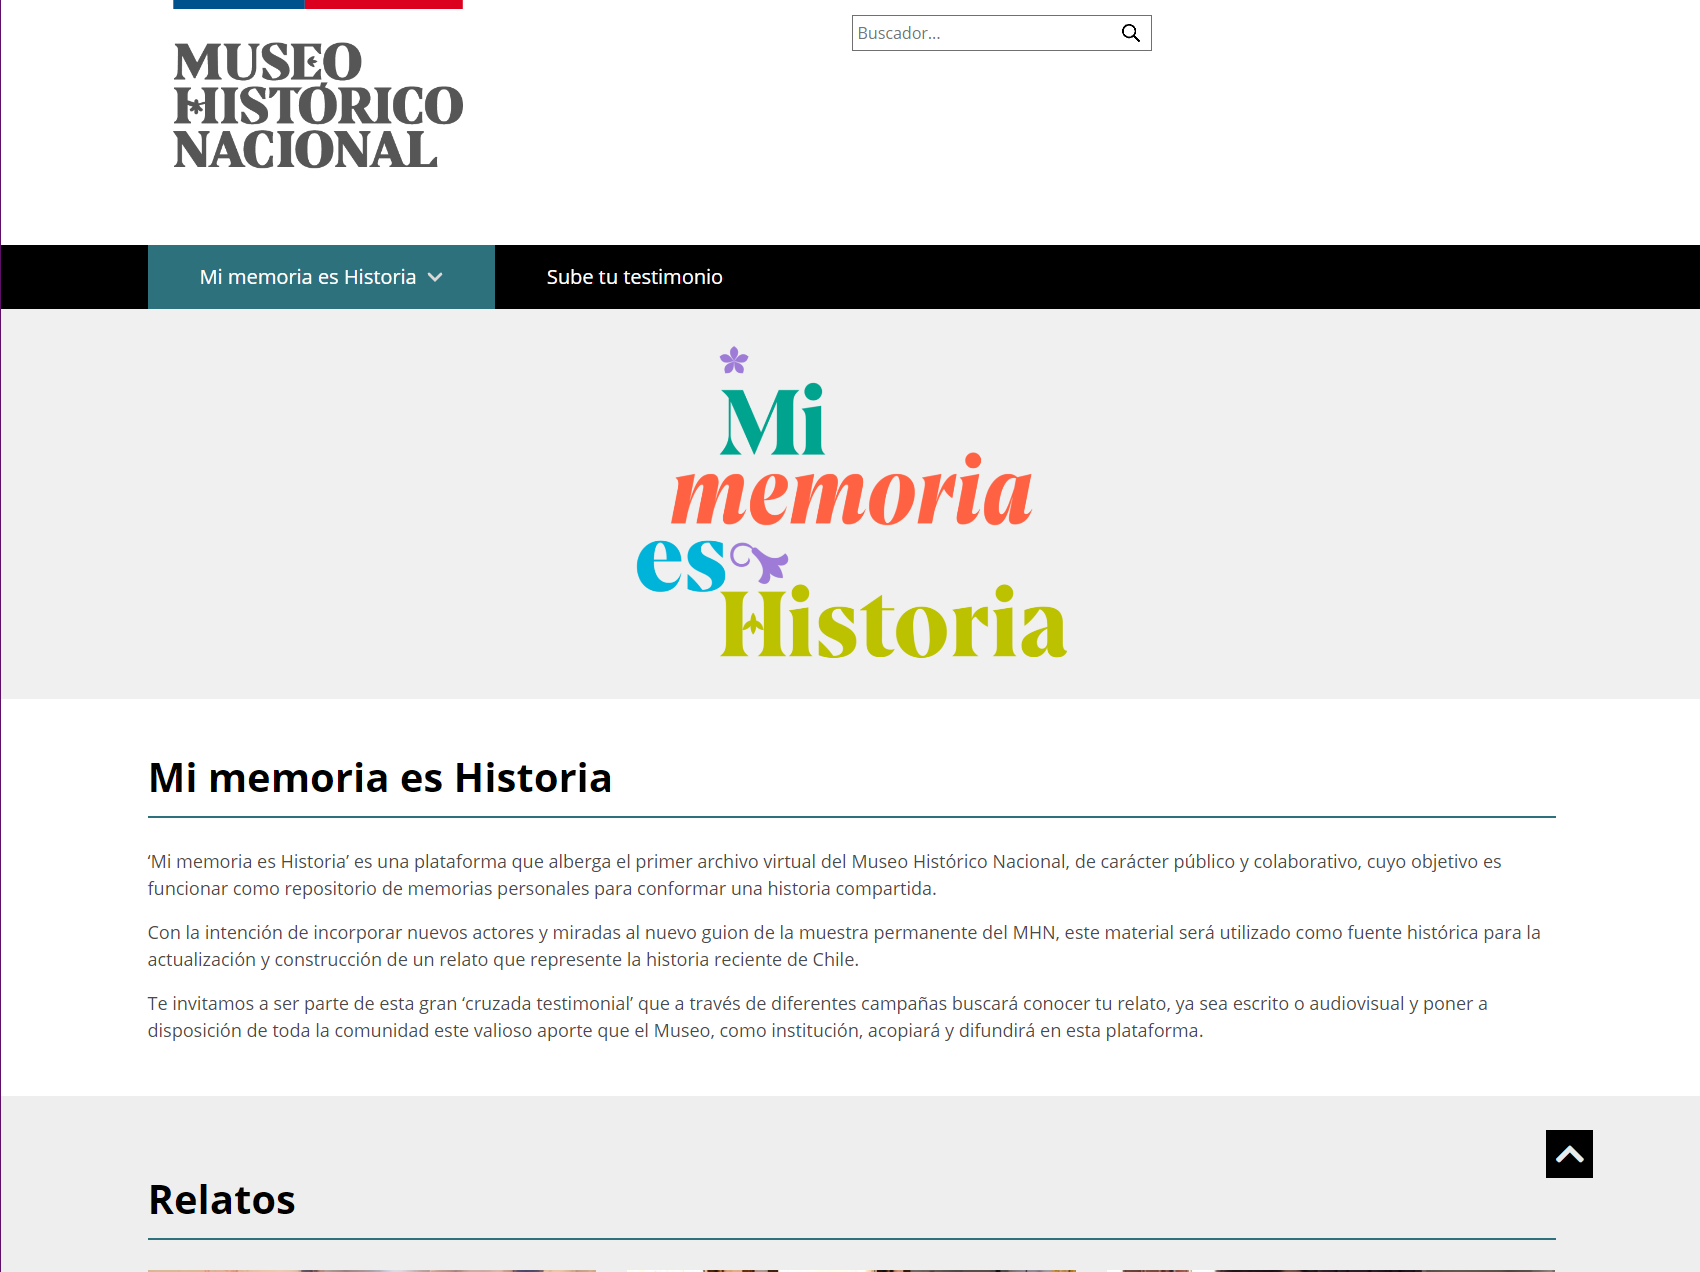 MUSEO
HISTÓRICO
NACIONAL
Buscador...
Mi memoria es Historia
Sube tu testimonio
Mi
memoria
es
Historia
Mi memoria es Historia
‘Mi memoria es Historia’ es una plataforma que alberga el primer archivo virtual del Museo Histórico Nacional, de carácter público y colaborativo, cuyo objetivo es
funcionar como repositorio de memorias personales para conformar una historia compartida.
Con la intención de incorporar nuevos actores y miradas al nuevo guion de la muestra permanente del MHN, este material será utilizado como fuente histórica para la
actualización y construcción de un relato que represente la historia reciente de Chile.
Te invitamos a ser parte de esta gran ‘cruzada testimonial’ que a través de diferentes campañas buscará conocer tu relato, ya sea escrito o audiovisual y poner a
disposición de toda la comunidad este valioso aporte que el Museo, como institución, acopiará y difundirá en esta plataforma.
Relatos